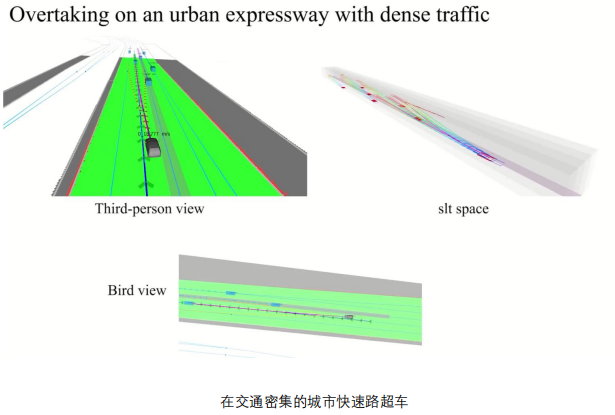 Overtaking on an urban expressway with dense traffic
Third-person view
slt space
Bird view
在交通密集的城市快速路超车